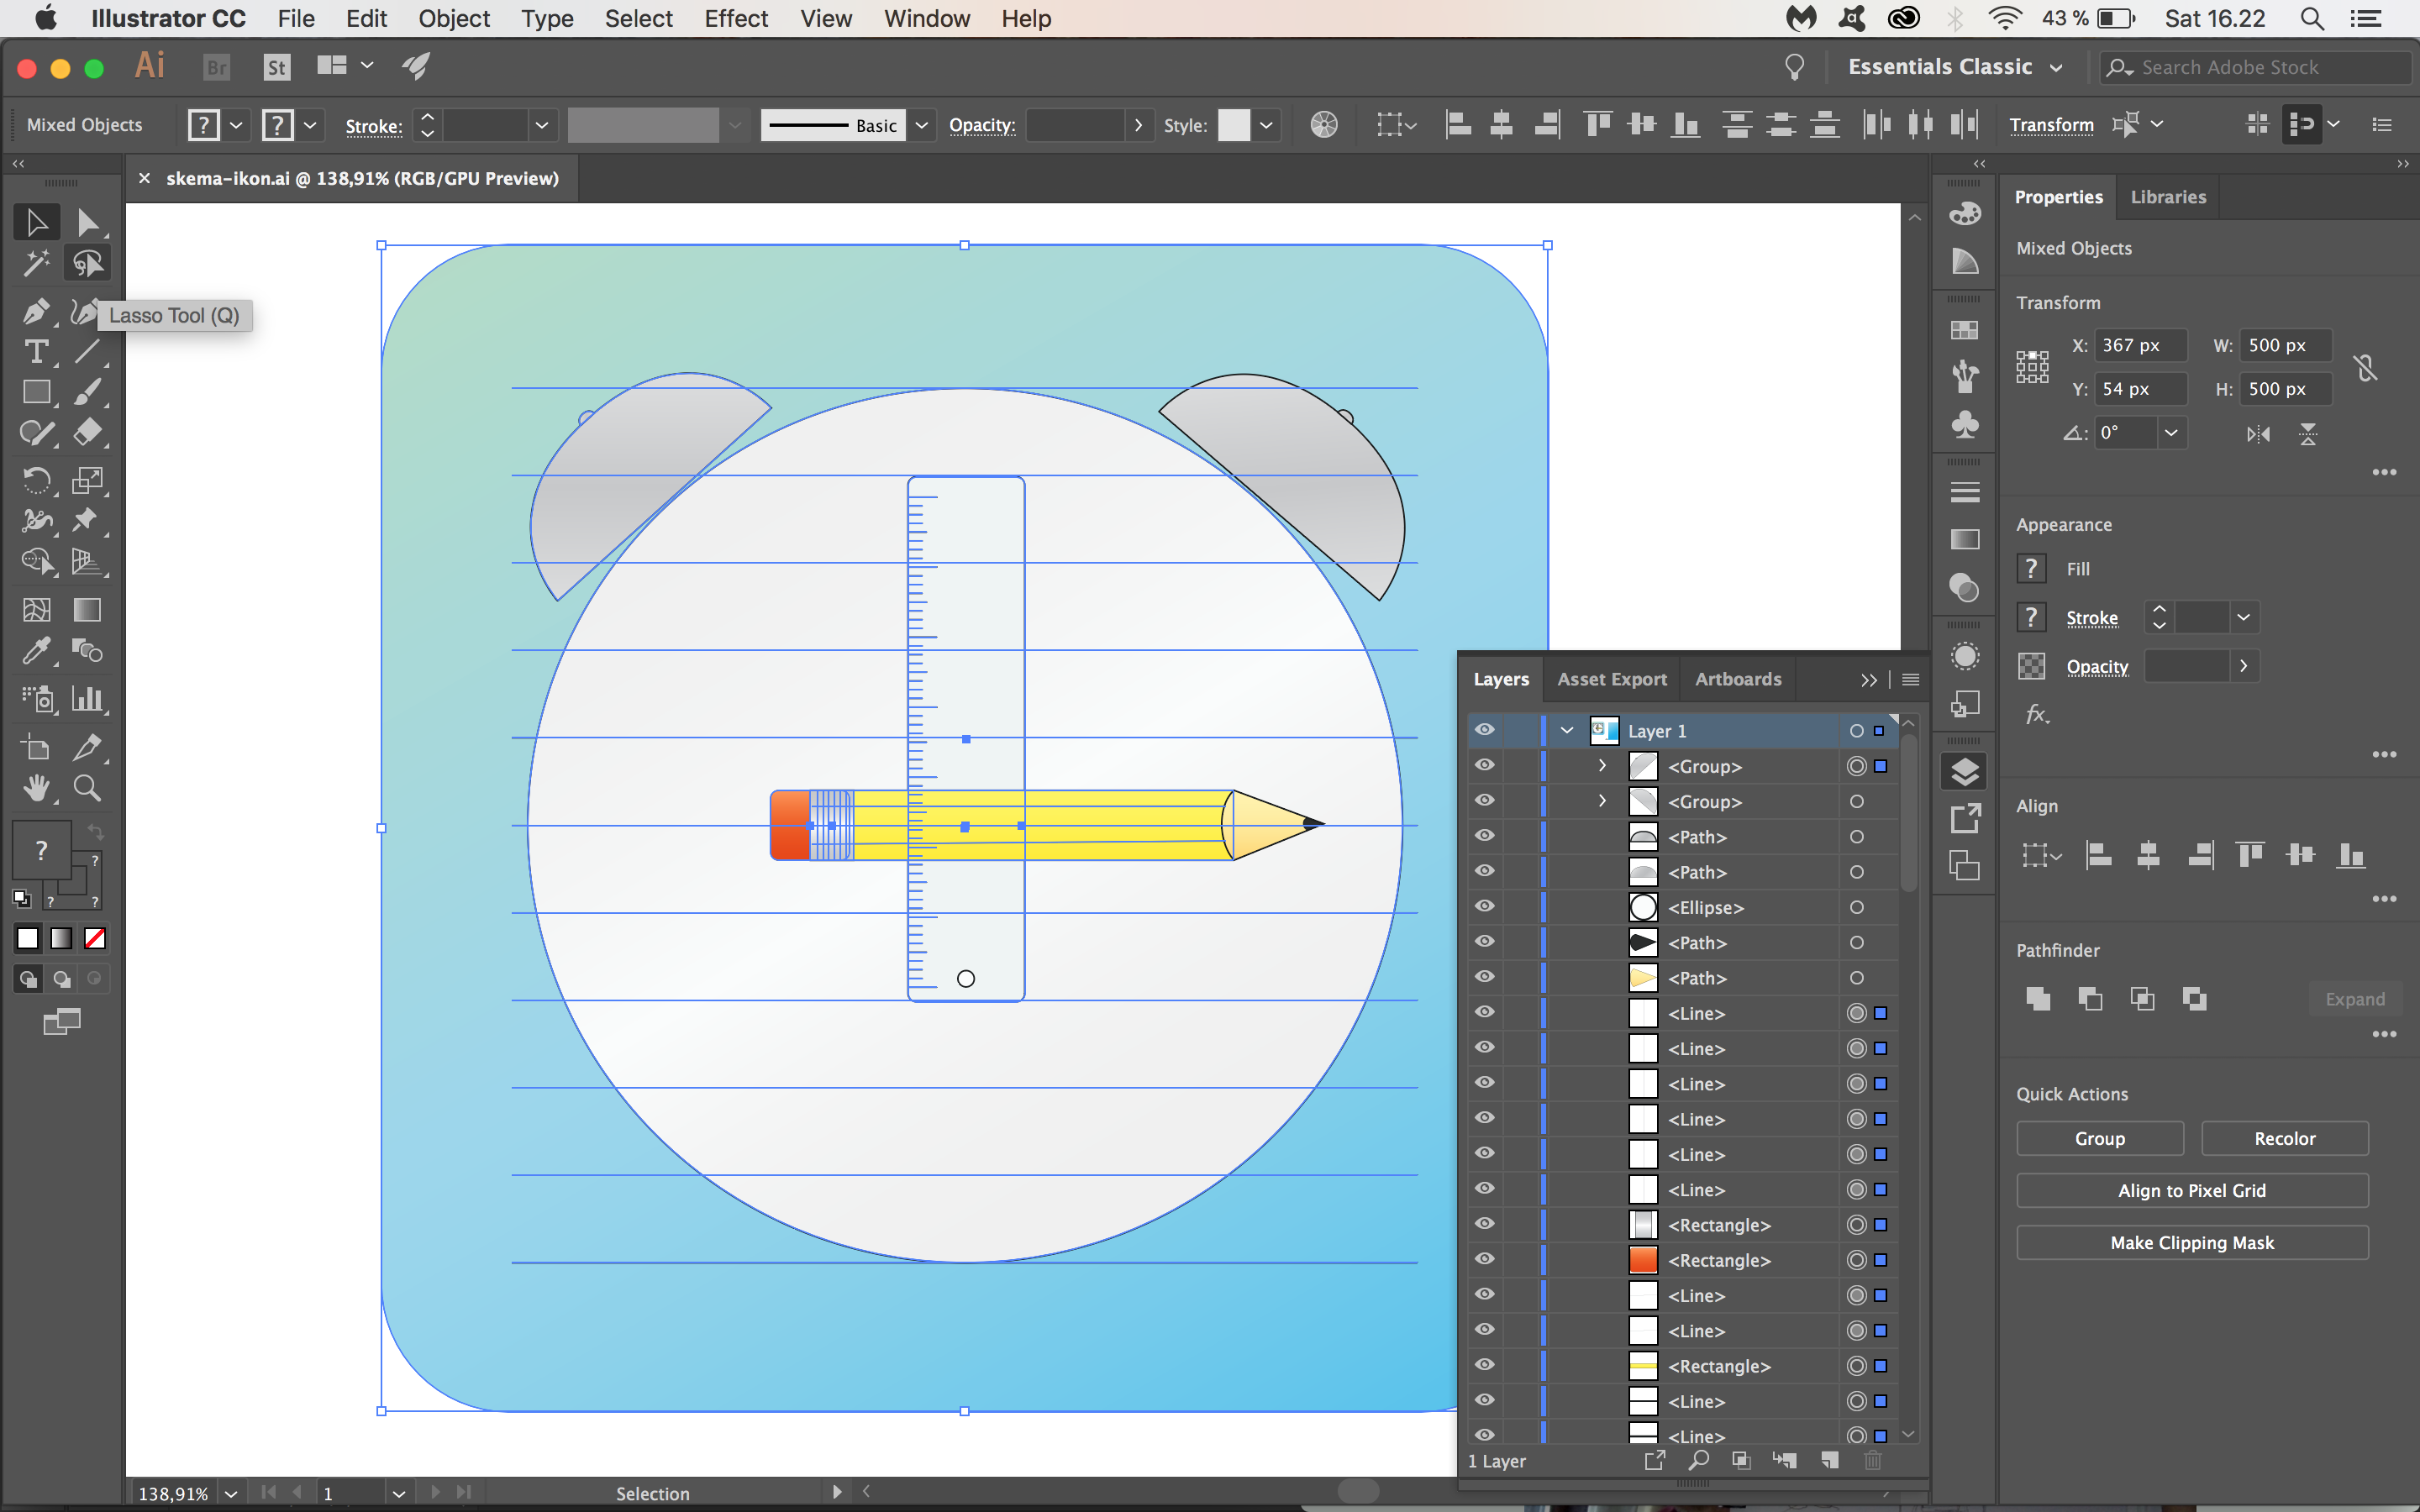 Illustrator CC File Edit Object Type Select Effect View Window Help 43 % Sat 16.22
Ai Br St Essentials Classic Search Adobe Stock
Mixed Objects ? ? Stroke: Basic Opacity: Style: Transform
skema-ikon.ai @ 138,91% (RGB/GPU Preview)
Lasso Tool (Q)
T
?
?
? ?
Properties Libraries
Mixed Objects
Transform
X: 367 px W: 500 px
Y: 54 px H: 500 px
0°
Appearance
? Fill
? Stroke
Opacity
fx
Align
Pathfinder
Expand
Quick Actions
Group Recolor
Align to Pixel Grid
Make Clipping Mask
Layers Asset Export Artboards
Layer 1
<Group>
<Group>
<Path>
<Path>
<Ellipse>
<Path>
<Path>
<Line>
<Line>
<Line>
<Line>
<Line>
<Line>
<Rectangle>
<Rectangle>
<Line>
<Line>
<Rectangle>
<Line>
<Line>
1 Layer
138,91% 1 Selection